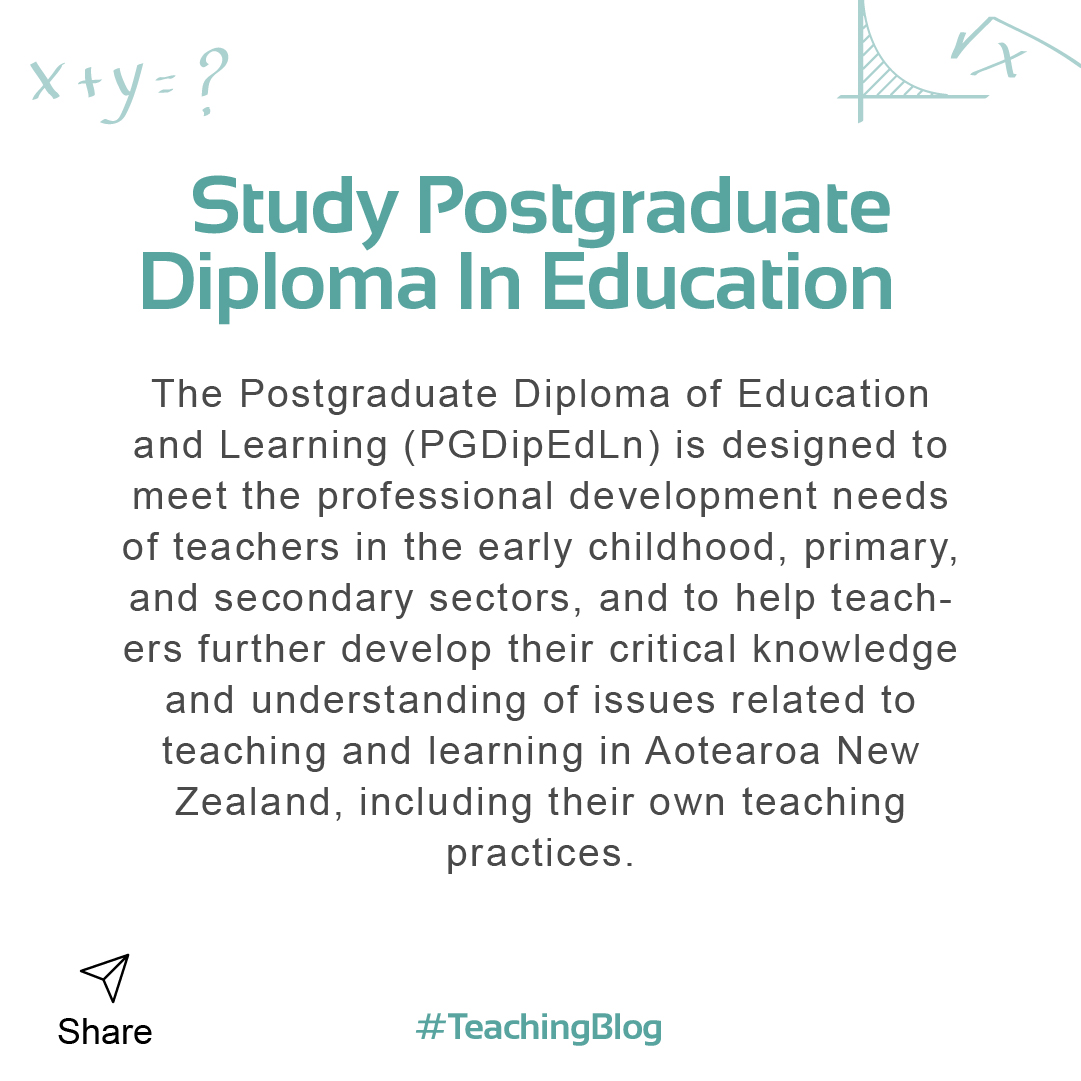 x+y=?
x
Study Postgraduate
Diploma In Education
The Postgraduate Diploma of Education
and Learning (PGDipEdLn) is designed to
meet the professional development needs
of teachers in the early childhood, primary,
and secondary sectors, and to help teach-
ers further develop their critical knowledge
and understanding of issues related to
teaching and learning in Aotearoa New
Zealand, including their own teaching
practices.
Share
#TeachingBlog